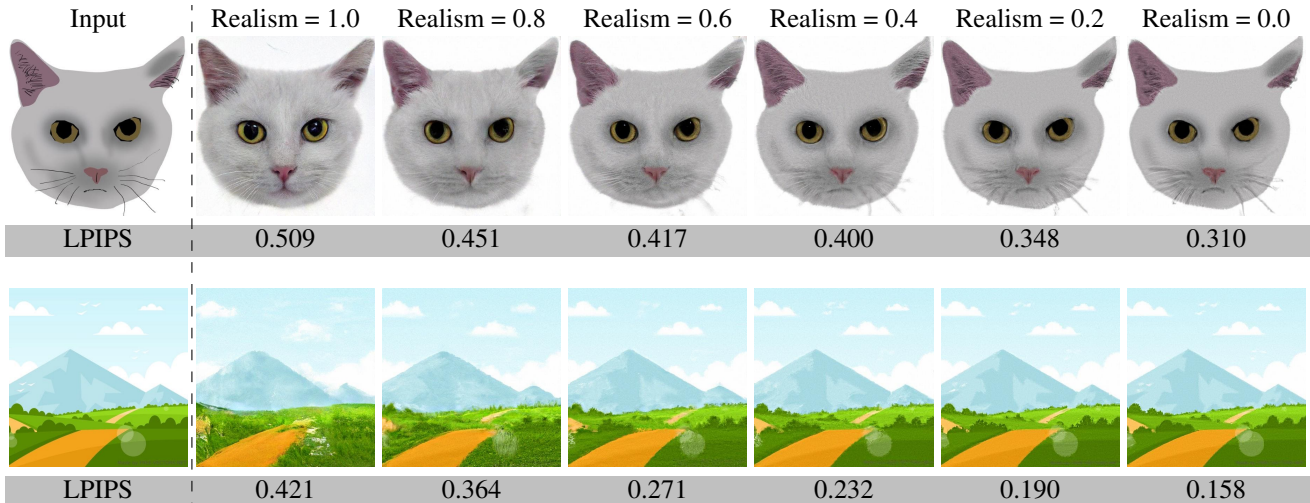 Input Realism = 1.0 Realism = 0.8 Realism = 0.6 Realism = 0.4 Realism = 0.2 Realism = 0.0
LPIPS 0.509 0.451 0.417 0.400 0.348 0.310
LPIPS 0.421 0.364 0.271 0.232 0.190 0.158